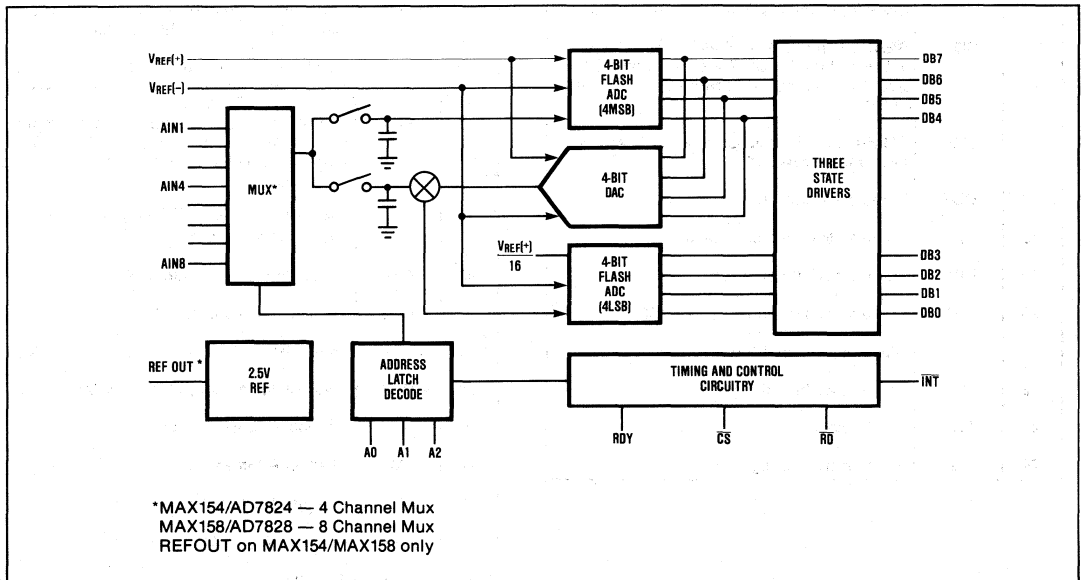 VREF(+)
VREF(-)
AIN1
AIN4
AIN8
MUX*
4-BIT
FLASH
ADC
(4MSB)
4-BIT
DAC
VREF(+)
16
4-BIT
FLASH
ADC
(4LSB)
THREE
STATE
DRIVERS
DB7
DB6
DB5
DB4
DB3
DB2
DB1
DB0
REF OUT *
2.5V
REF
ADDRESS
LATCH
DECODE
A0 A1 A2
TIMING AND CONTROL
CIRCUITRY
INT
RDY CS RD
*MAX154/AD7824 — 4 Channel Mux
MAX158/AD7828 — 8 Channel Mux
REFOUT on MAX154/MAX158 only